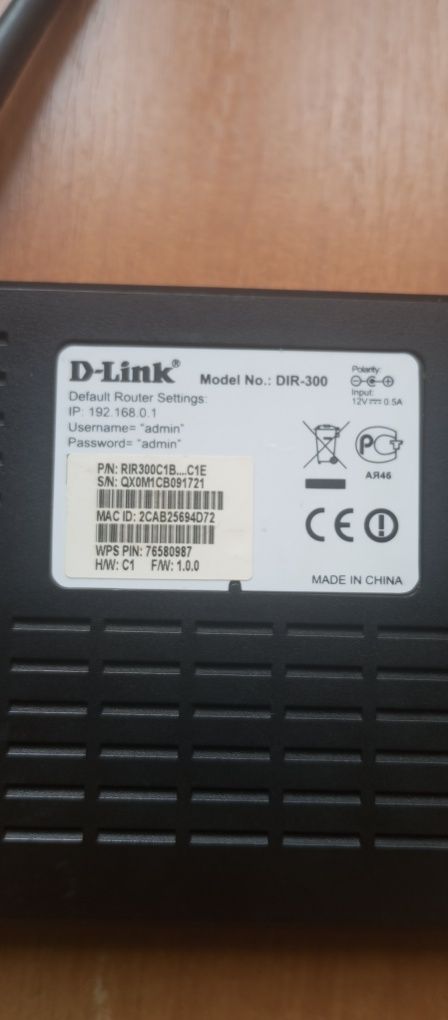 D-Link®
Model No.: DIR-300
Polarity:
Input:
12V 0.5A
Default Router Settings:
IP: 192.168.0.1
Username= "admin"
Password= "admin"
P/N: RIR300C1B....C1E
S/N: QX0M1CB091721
MAC ID: 2CAB25694D72
WPS PIN: 76580987
H/W: C1 F/W: 1.0.0
АЯ46
CE
MADE IN CHINA